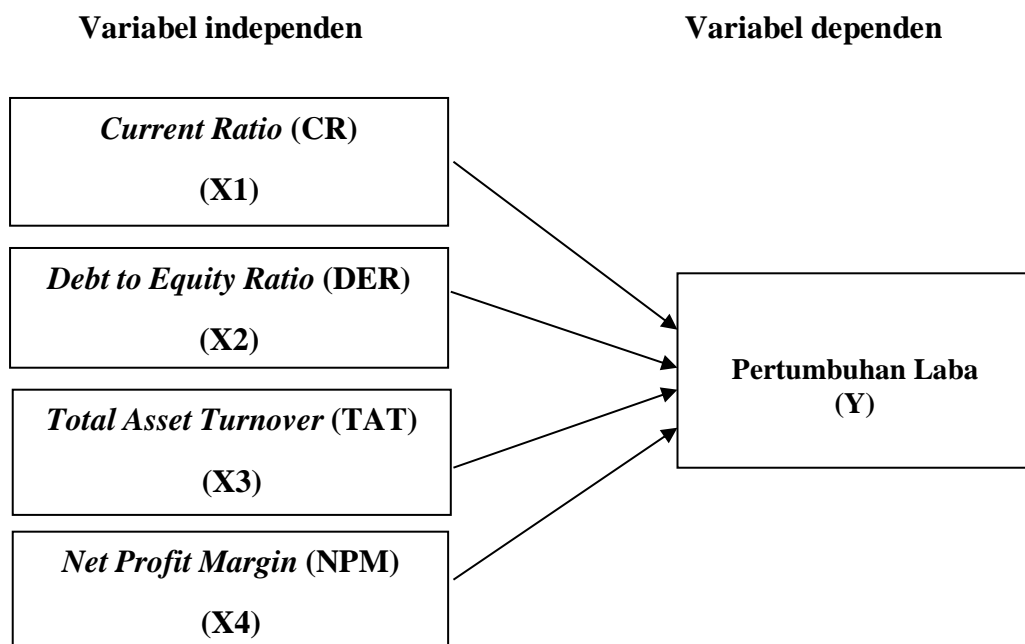 Variabel independen
Variabel dependen
Current Ratio (CR)
(X1)
Debt to Equity Ratio (DER)
(X2)
Total Asset Turnover (TAT)
(X3)
Net Profit Margin (NPM)
(X4)
Pertumbuhan Laba
(Y)